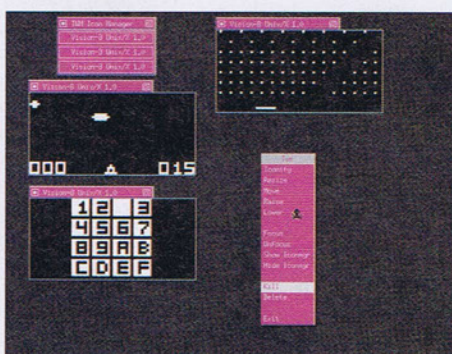 TWM Icon Manager
Vision-8 Unix/X 1.0
Vision-8 Unix/X 1.0
Vision-8 Unix/X 1.0
Vision-8 Unix/X 1.0
Vision-8 Unix/X 1.0
000 015
Vision-8 Unix/X 1.0
1 2 3
4 5 6 7
8 9 A B
C D E F
Twm
Iconify
Resize
Move
Raise
Lower
Focus
Unfocus
Show Iconmgr
Hide Iconmgr
Kill
Delete
Exit